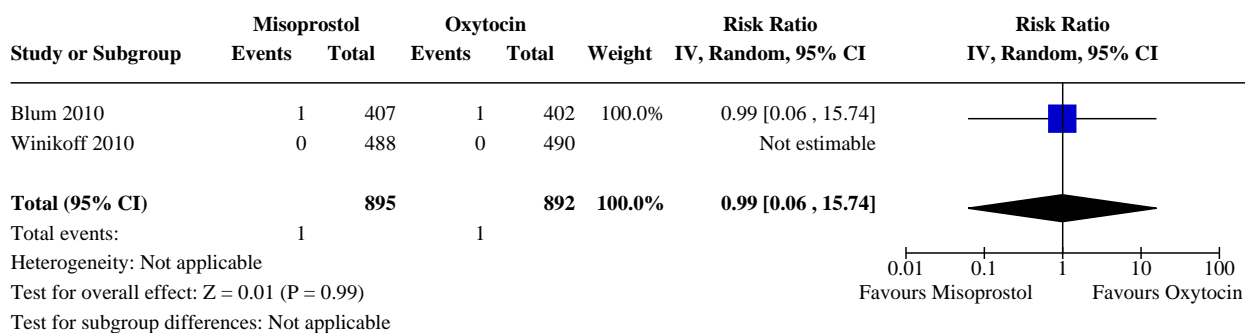 Misoprostol Oxytocin Risk Ratio Risk Ratio
Study or Subgroup Events Total Events Total Weight IV, Random, 95% CI IV, Random, 95% CI
Blum 2010 1 407 1 402 100.0% 0.99 [0.06 , 15.74]
Winikoff 2010 0 488 0 490 Not estimable
Total (95% CI) 895 892 100.0% 0.99 [0.06 , 15.74]
Total events: 1 1
Heterogeneity: Not applicable 0.01 0.1 1 10 100
Test for overall effect: Z = 0.01 (P = 0.99) Favours Misoprostol Favours Oxytocin
Test for subgroup differences: Not applicable